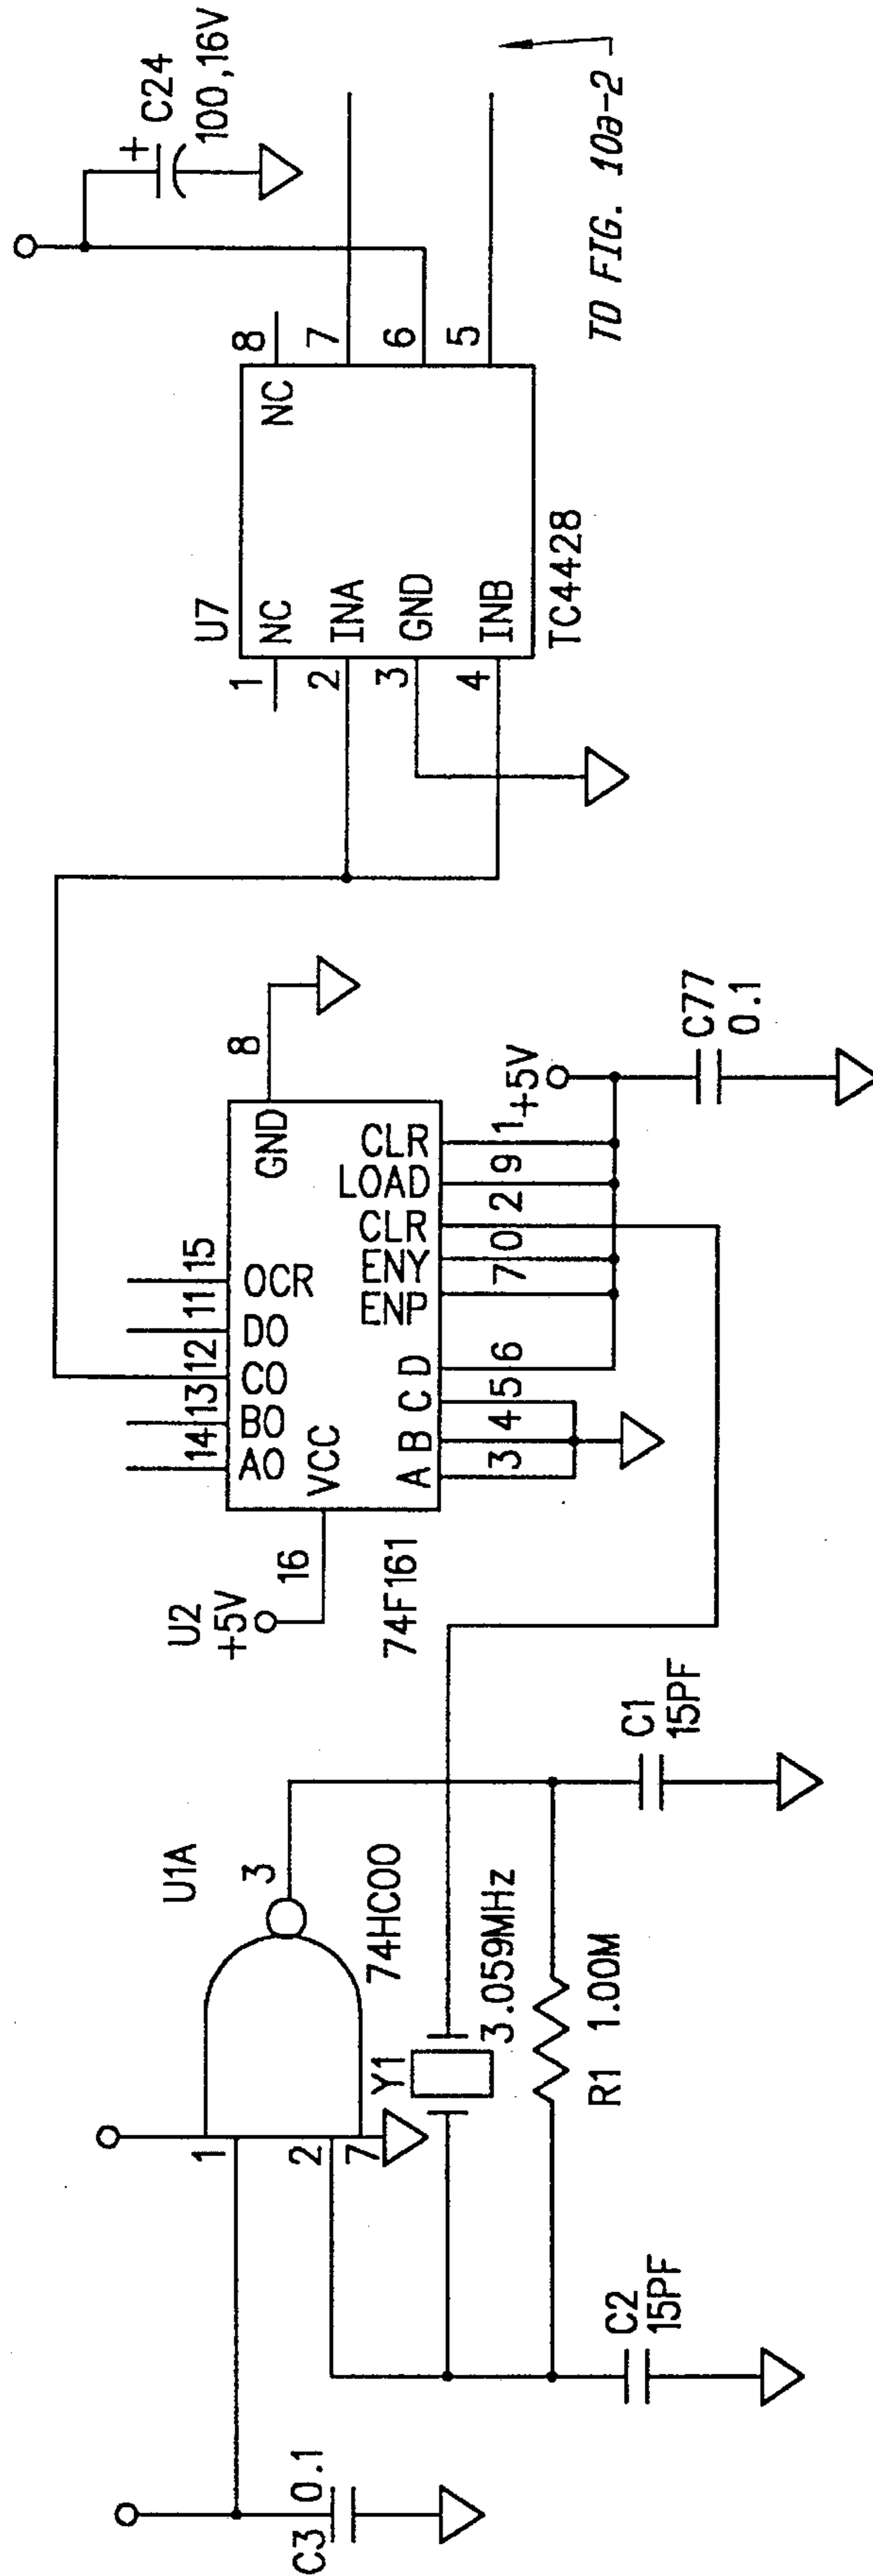 U1A
1
2
7
3
74HC00
Y1
3.059MHz
R1 1.00M
C3 0.1
C2
15PF
C1
15PF
U2
+5V
16
14
13
12
11
15
AO
BO
CO
DO
OCR
VCC
GND
8
A
B
C
D
ENP
ENY
CLR
LOAD
CLR
3
4
5
6
7
0
2
9
1
74F161
+5V
C77
0.1
U7
1
NC
2
INA
3
GND
4
INB
NC
8
7
6
5
TC4428
+
C24
100,16V
TO FIG. 10a-2